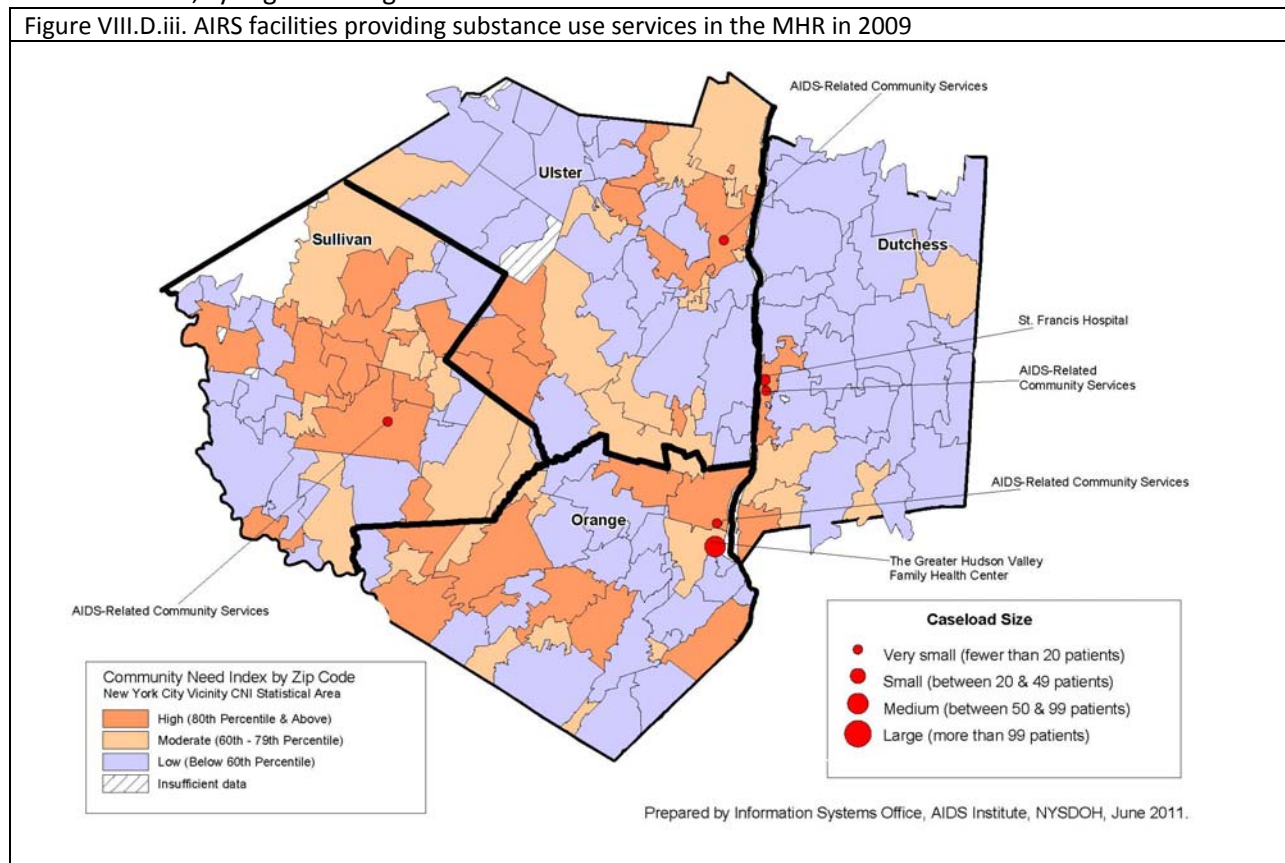 Figure VIII.D.iii. AIRS facilities providing substance use services in the MHR in 2009
AIDS-Related Community Services
Ulster
Sullivan
Dutchess
St. Francis Hospital
AIDS-Related
Community Services
AIDS-Related Community Services
Orange
The Greater Hudson Valley
Family Health Center
AIDS-Related Community Services
Caseload Size
Very small (fewer than 20 patients)
Small (between 20 & 49 patients)
Medium (between 50 & 99 patients)
Large (more than 99 patients)
Community Need Index by Zip Code
New York City Vicinity CNI Statistical Area
High (80th Percentile & Above)
Moderate (60th - 79th Percentile)
Low (Below 60th Percentile)
Insufficient data
Prepared by Information Systems Office, AIDS Institute, NYSDOH, June 2011.